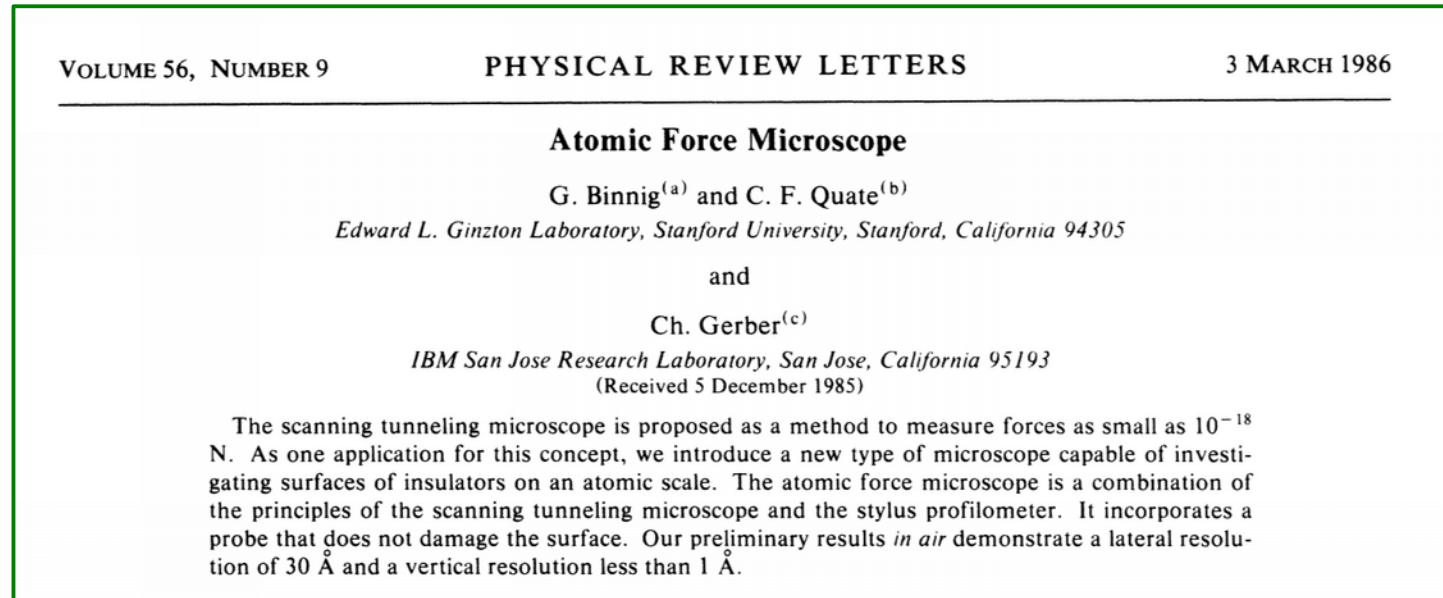 VOLUME 56, NUMBER 9 PHYSICAL REVIEW LETTERS 3 MARCH 1986
Atomic Force Microscope
G. Binnig(a) and C. F. Quate(b)
Edward L. Ginzton Laboratory, Stanford University, Stanford, California 94305
and
Ch. Gerber(c)
IBM San Jose Research Laboratory, San Jose, California 95193
(Received 5 December 1985)
The scanning tunneling microscope is proposed as a method to measure forces as small as 10−18
N. As one application for this concept, we introduce a new type of microscope capable of investi-
gating surfaces of insulators on an atomic scale. The atomic force microscope is a combination of
the principles of the scanning tunneling microscope and the stylus profilometer. It incorporates a
probe that does not damage the surface. Our preliminary results in air demonstrate a lateral resolu-
tion of 30 Å and a vertical resolution less than 1 Å.